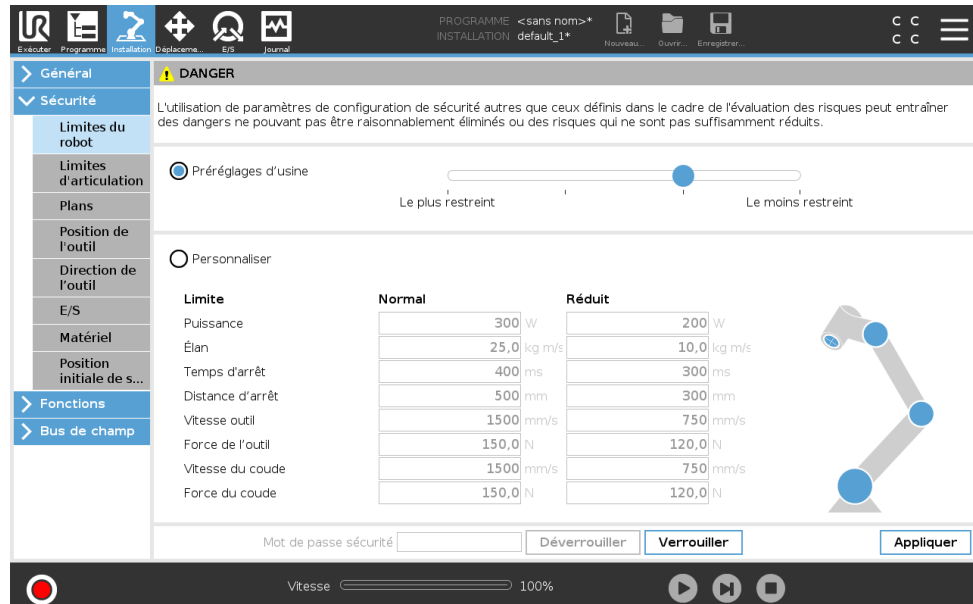 UR
PROGRAMME <sans nom>*
INSTALLATION default_1*
Exécuter Programme Installation Déplaceme... E/S Journal
Nouveau... Ouvrir... Enregistrer...
C C
C C
Général
Sécurité
Limites du
robot
Limites
d'articulation
Plans
Position de
l'outil
Direction de
l'outil
E/S
Matériel
Position
initiale de s...
Fonctions
Bus de champ
DANGER
L'utilisation de paramètres de configuration de sécurité autres que ceux définis dans le cadre de l'évaluation des risques peut entraîner
des dangers ne pouvant pas être raisonnablement éliminés ou des risques qui ne sont pas suffisamment réduits.
Préréglages d'usine
Le plus restreint Le moins restreint
Personnaliser
Limite Normal Réduit
Puissance 300 W 200 W
Élan 25,0 kg m/s 10,0 kg m/s
Temps d'arrêt 400 ms 300 ms
Distance d'arrêt 500 mm 300 mm
Vitesse outil 1500 mm/s 750 mm/s
Force de l'outil 150,0 N 120,0 N
Vitesse du coude 1500 mm/s 750 mm/s
Force du coude 150,0 N 120,0 N
Mot de passe sécurité Déverrouiller Verrouiller Appliquer
Vitesse 100%